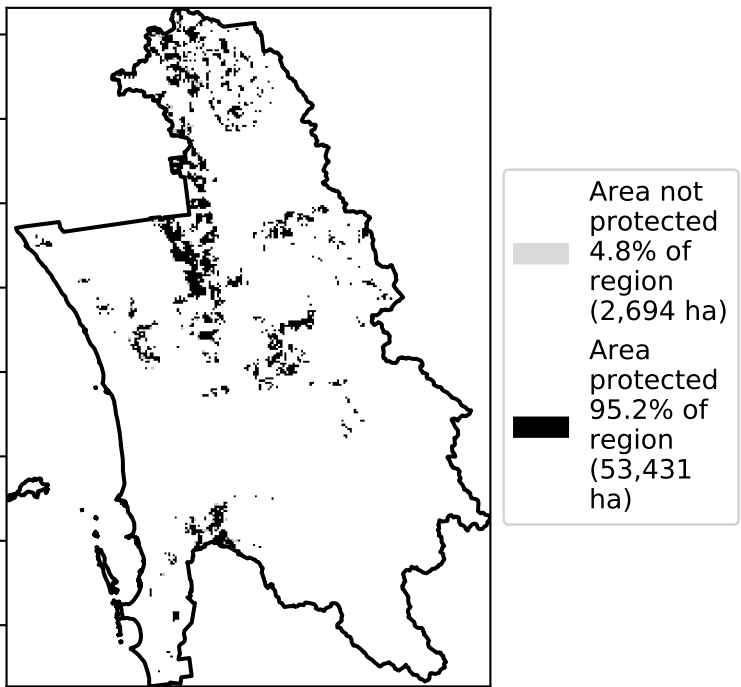 Area not
protected
4.8% of
region
(2,694 ha)
Area
protected
95.2% of
region
(53,431
ha)